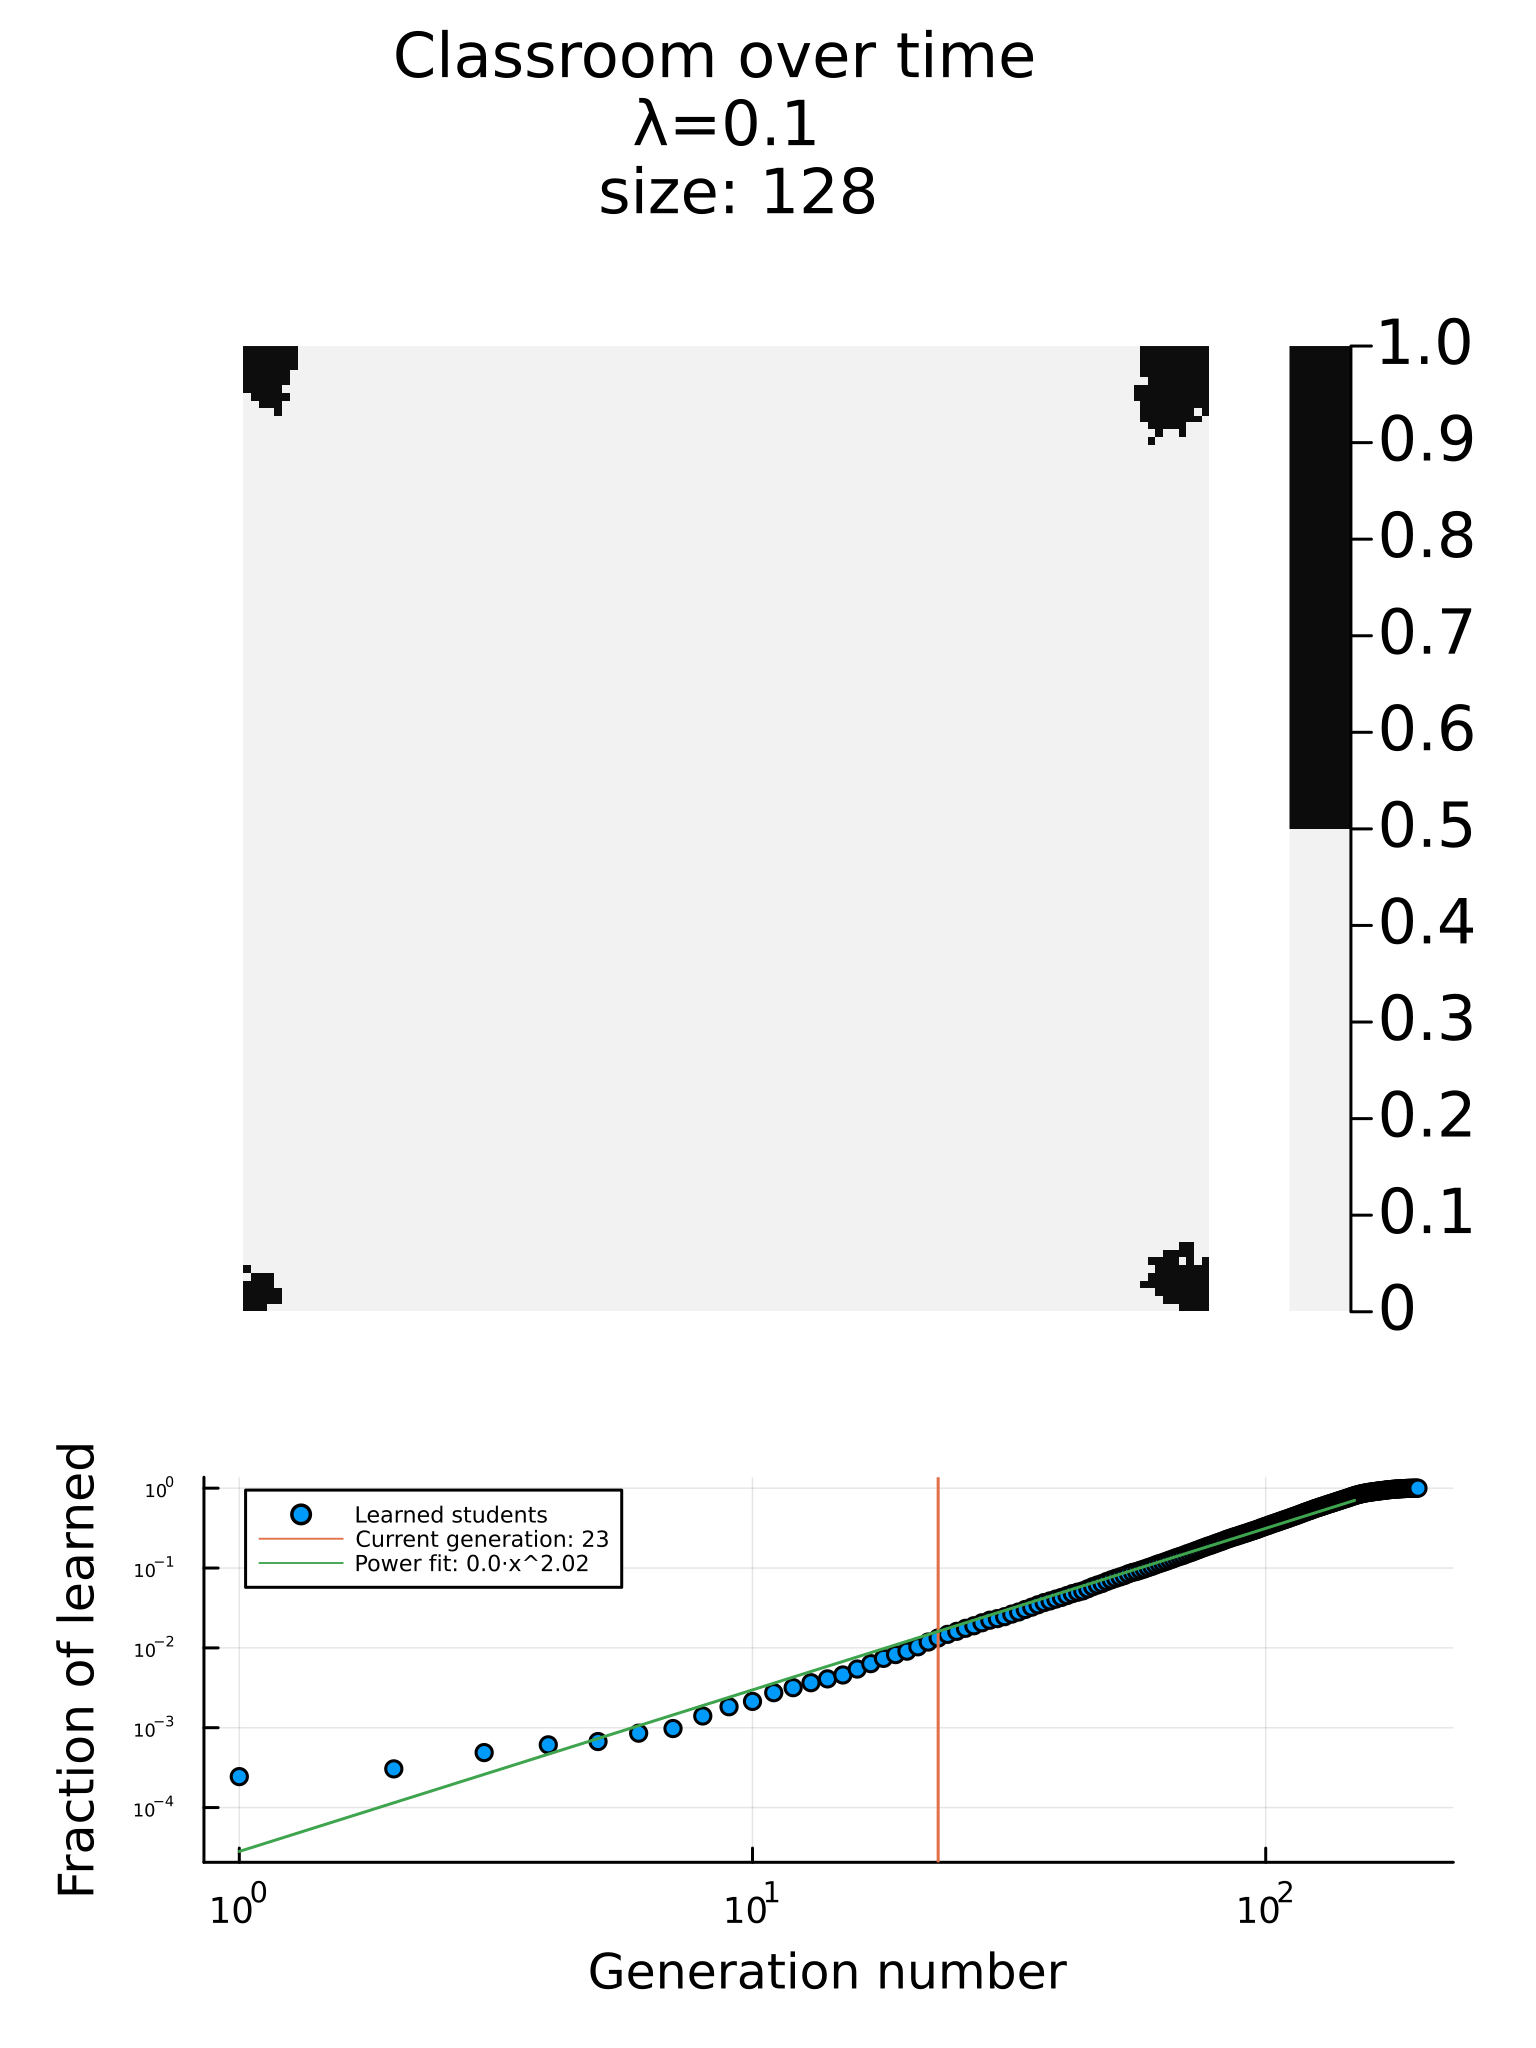 Classroom over time
λ=0.1
size: 128
1.0
0.9
0.8
0.7
0.6
0.5
0.4
0.3
0.2
0.1
0
Fraction of learned
10^0
10^-1
10^-2
10^-3
10^-4
Learned students
Current generation: 23
Power fit: 0.0·x^2.02
10^0
10^1
10^2
Generation number